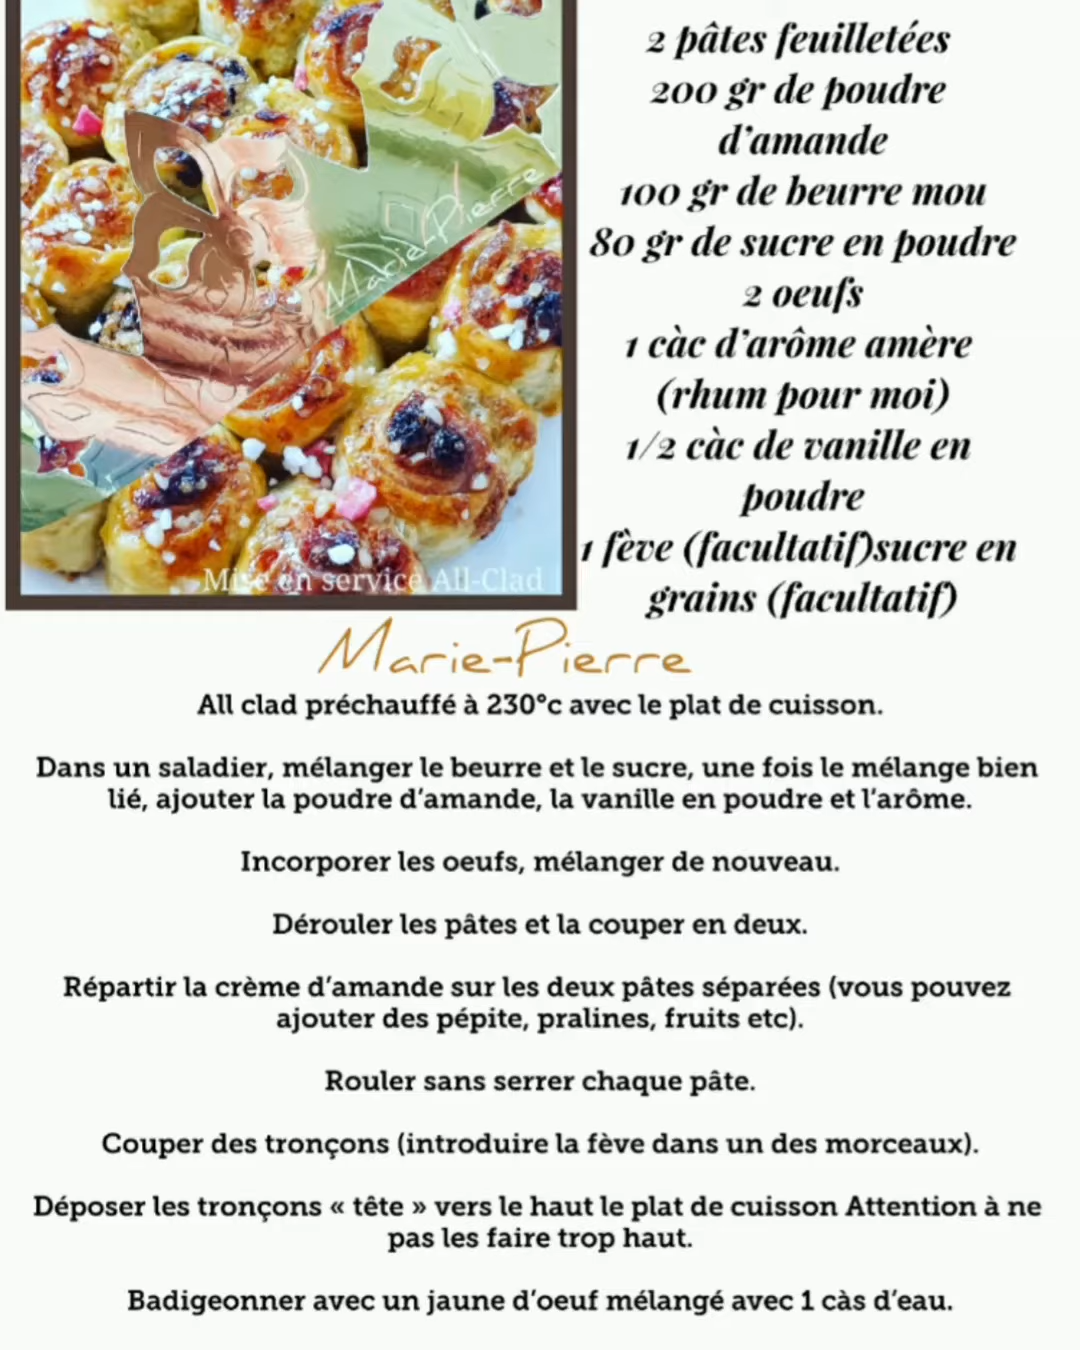 2 pâtes feuilletées
200 gr de poudre
d'amande
100 gr de beurre mou
80 gr de sucre en poudre
2 oeufs
1 càc d'arôme amère
(rhum pour moi)
1/2 càc de vanille en
poudre
1 fève (facultatif)sucre en
grains (facultatif)
Marie-Pierre
Mise en service All-Clad
Marie-Pierre
All clad préchauffé à 230°c avec le plat de cuisson.
Dans un saladier, mélanger le beurre et le sucre, une fois le mélange bien
lié, ajouter la poudre d'amande, la vanille en poudre et l'arôme.
Incorporer les oeufs, mélanger de nouveau.
Dérouler les pâtes et la couper en deux.
Répartir la crème d'amande sur les deux pâtes séparées (vous pouvez
ajouter des pépite, pralines, fruits etc).
Rouler sans serrer chaque pâte.
Couper des tronçons (introduire la fève dans un des morceaux).
Déposer les tronçons « tête » vers le haut le plat de cuisson Attention à ne
pas les faire trop haut.
Badigeonner avec un jaune d'oeuf mélangé avec 1 càs d'eau.